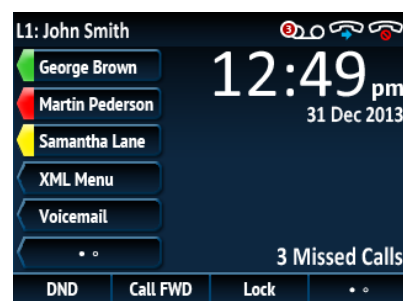 L1: John Smith 3
George Brown
12:49 pm
Martin Pederson
31 Dec 2013
Samantha Lane
XML Menu
Voicemail
3 Missed Calls
DND Call FWD Lock